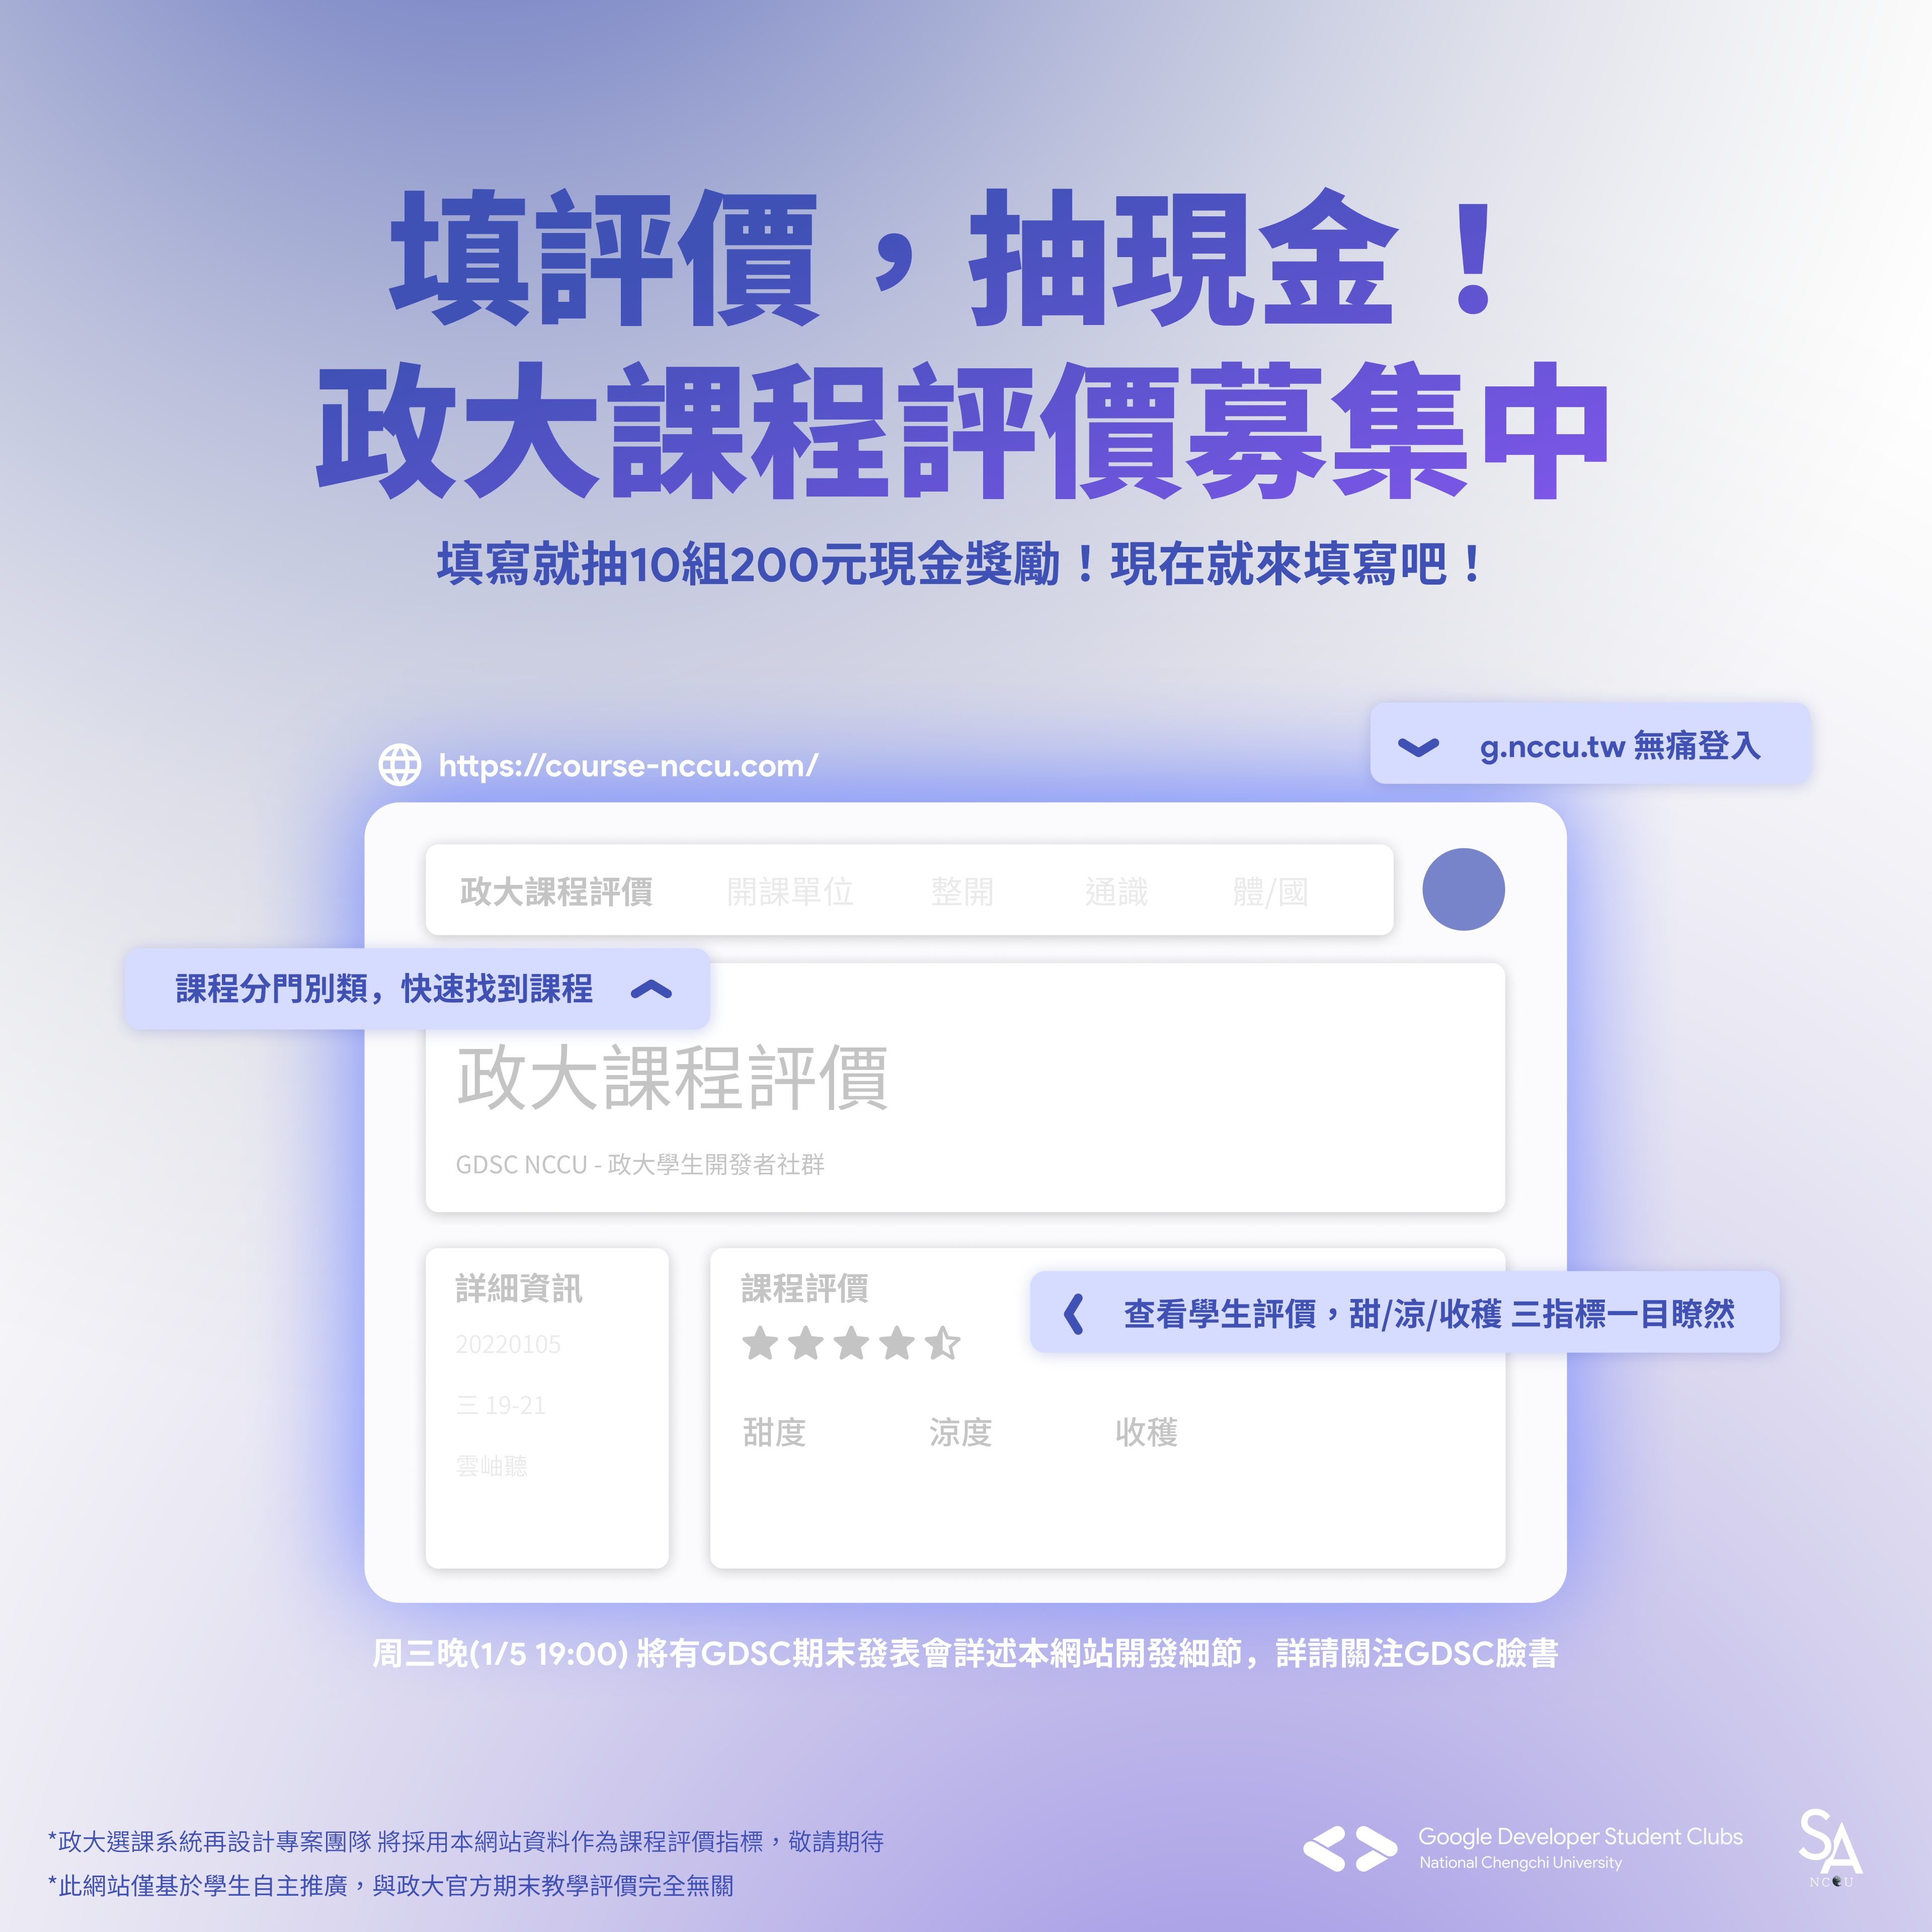 填評價，抽現金！
政大課程評價募集中
填寫就抽10組200元現金獎勵！現在就來填寫吧！
g.nccu.tw 無痛登入
https://course-nccu.com/
政大課程評價 開課單位 整開 通識 體/國
課程分門別類，快速找到課程
政大課程評價
GDSC NCCU - 政大學生開發者社群
詳細資訊
20220105
三 19-21
雲岫聽
課程評價
查看學生評價，甜/涼/收穫 三指標一目瞭然
甜度 涼度 收穫
周三晚(1/5 19:00) 將有GDSC期末發表會詳述本網站開發細節，詳請關注GDSC臉書
*政大選課系統再設計專案團隊 將採用本網站資料作為課程評價指標，敬請期待
*此網站僅基於學生自主推廣，與政大官方期末教學評價完全無關
Google Developer Student Clubs
National Chengchi University
SA
NCCU